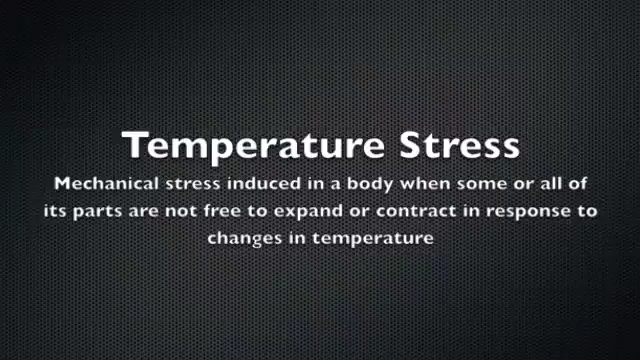 Temperature Stress
Mechanical stress induced in a body when some or all of
its parts are not free to expand or contract in response to
changes in temperature